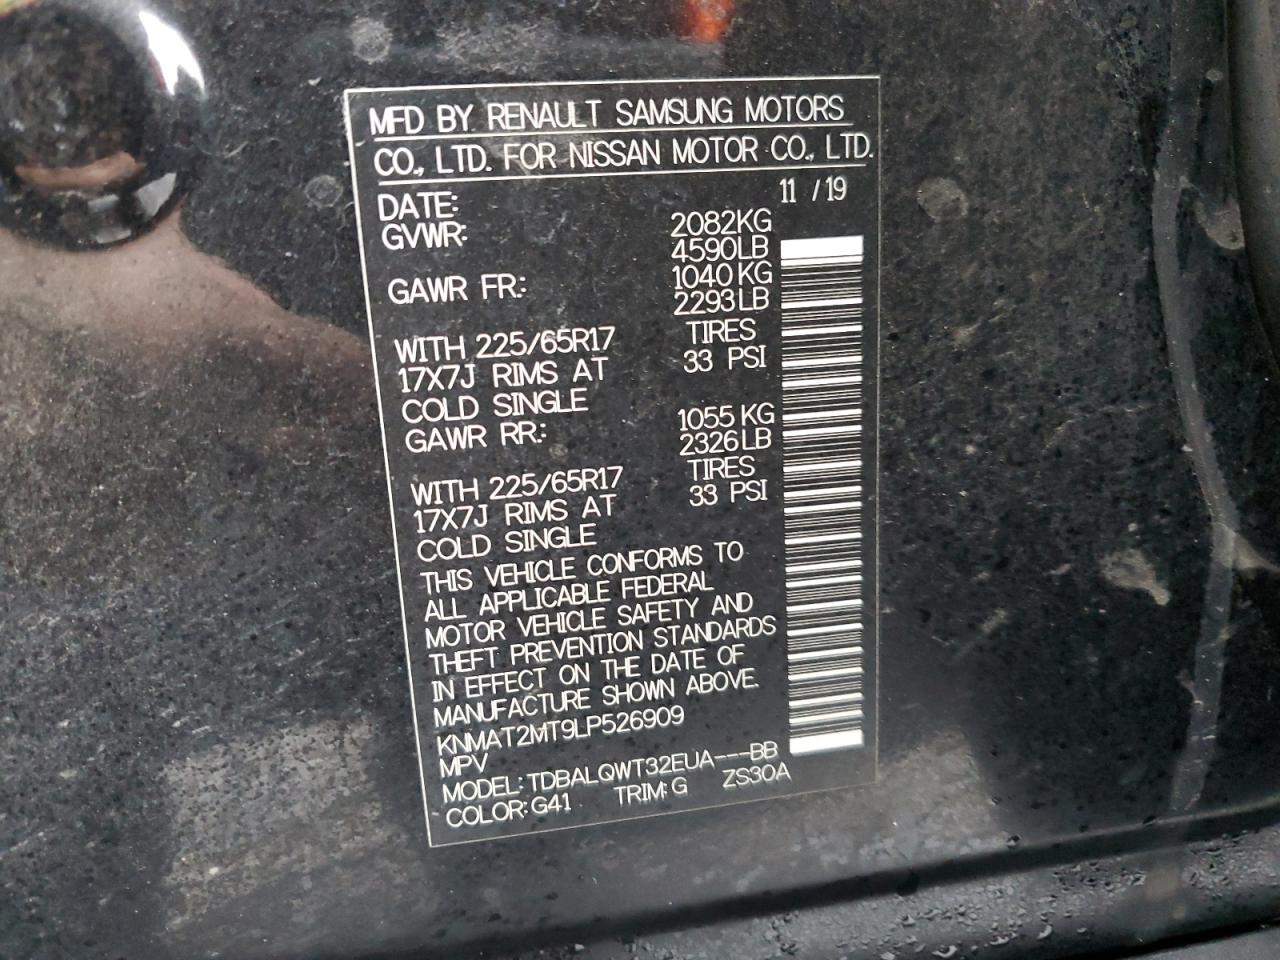 MFD BY RENAULT SAMSUNG MOTORS
CO., LTD. FOR NISSAN MOTOR CO., LTD.
DATE: 11 / 19
GVWR: 2082KG
4590LB
GAWR FR.: 1040KG
2293LB
WITH 225/65R17 TIRES
17X7J RIMS AT 33 PSI
COLD SINGLE
GAWR RR.: 1055KG
2326LB
WITH 225/65R17 TIRES
17X7J RIMS AT 33 PSI
COLD SINGLE
THIS VEHICLE CONFORMS TO
ALL APPLICABLE FEDERAL
MOTOR VEHICLE SAFETY AND
THEFT PREVENTION STANDARDS
IN EFFECT ON THE DATE OF
MANUFACTURE SHOWN ABOVE.
KNMAT2MT9LP526909
MPV
MODEL:TDBALQWT32EUA---BB
COLOR:G41 TRIM:G ZS30A